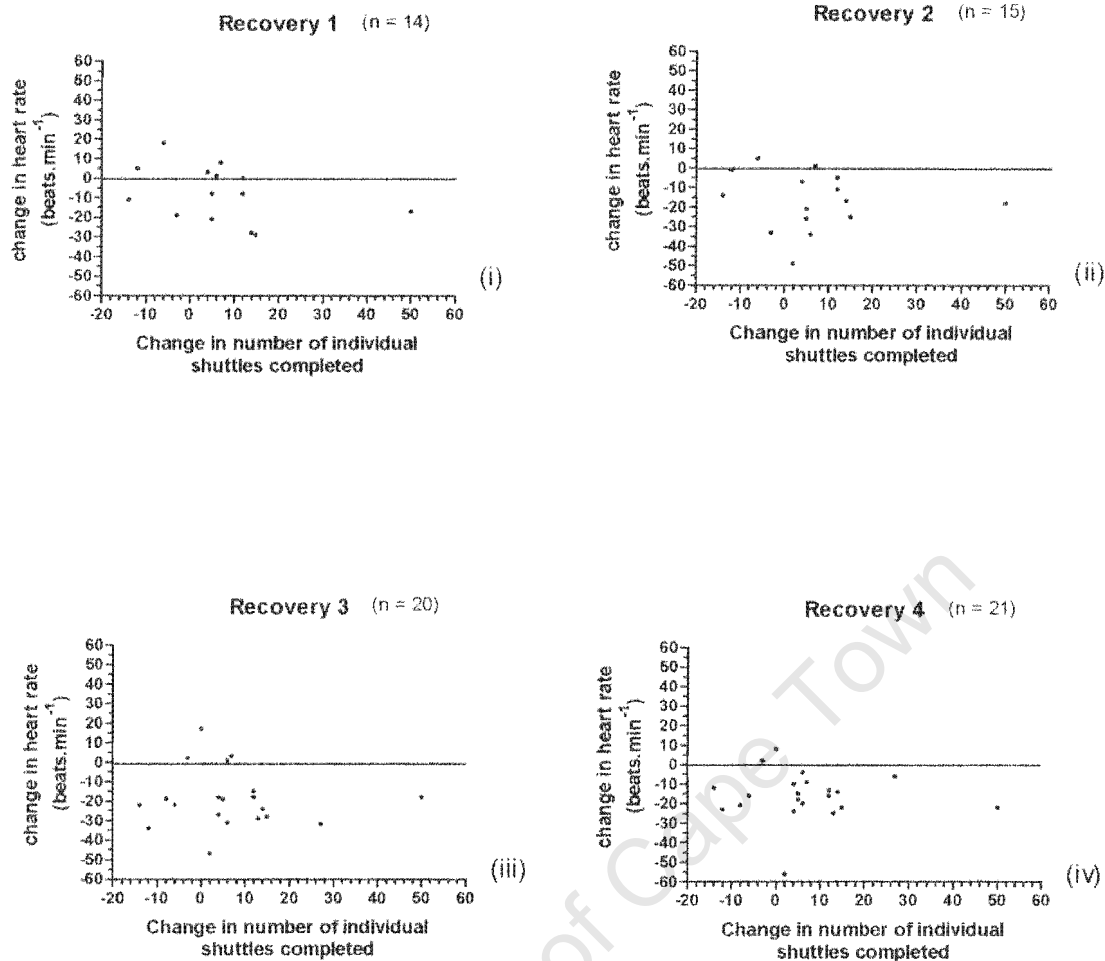 Recovery 1 (n = 14)
change in heart rate
(beats.min⁻¹)
60
50
40
30
20
10
0
-10
-20
-30
-40
-50
-60
-20 -10 0 10 20 30 40 50 60
Change in number of individual
shuttles completed
(i)
Recovery 2 (n = 15)
change in heart rate
(beats.min⁻¹)
60
50
40
30
20
10
0
-10
-20
-30
-40
-50
-60
-20 -10 0 10 20 30 40 50 60
Change in number of individual
shuttles completed
(ii)
Recovery 3 (n = 20)
change in heart rate
(beats.min⁻¹)
60
50
40
30
20
10
0
-10
-20
-30
-40
-50
-60
-20 -10 0 10 20 30 40 50 60
Change in number of individual
shuttles completed
(iii)
Recovery 4 (n = 21)
change in heart rate
(beats.min⁻¹)
60
50
40
30
20
10
0
-10
-20
-30
-40
-50
-60
-20 -10 0 10 20 30 40 50 60
Change in number of individual
shuttles completed
(iv)
of Cape Town